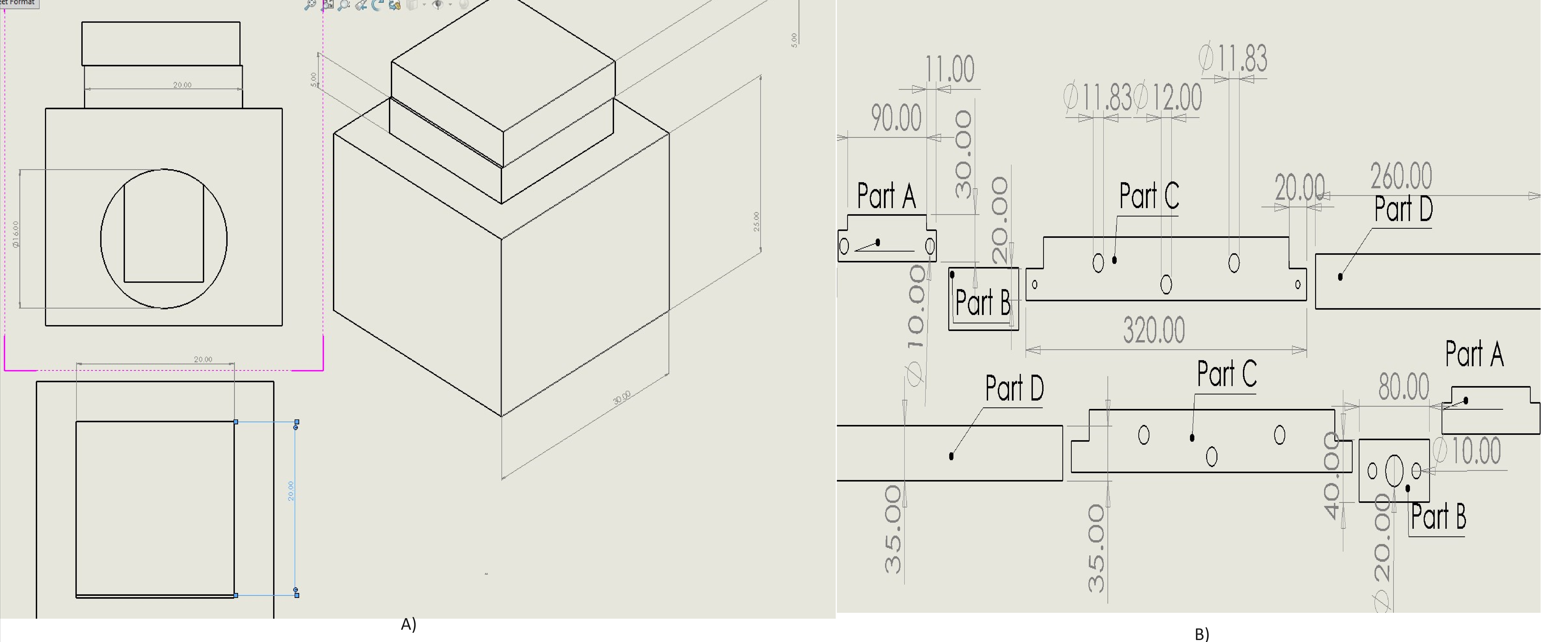 eet Format
20.00
5.00
5.00
Ø16.00
25.00
30.00
20.00
20.00
A)
11.00
Ø11.83
Ø11.83
Ø12.00
90.00
30.00
20.00
Part A
Part C
20.00
260.00
Part D
Part B
Ø10.00
320.00
Part A
Part D
Part C
80.00
40.00
Ø10.00
Part B
35.00
35.00
Ø20.00
B)